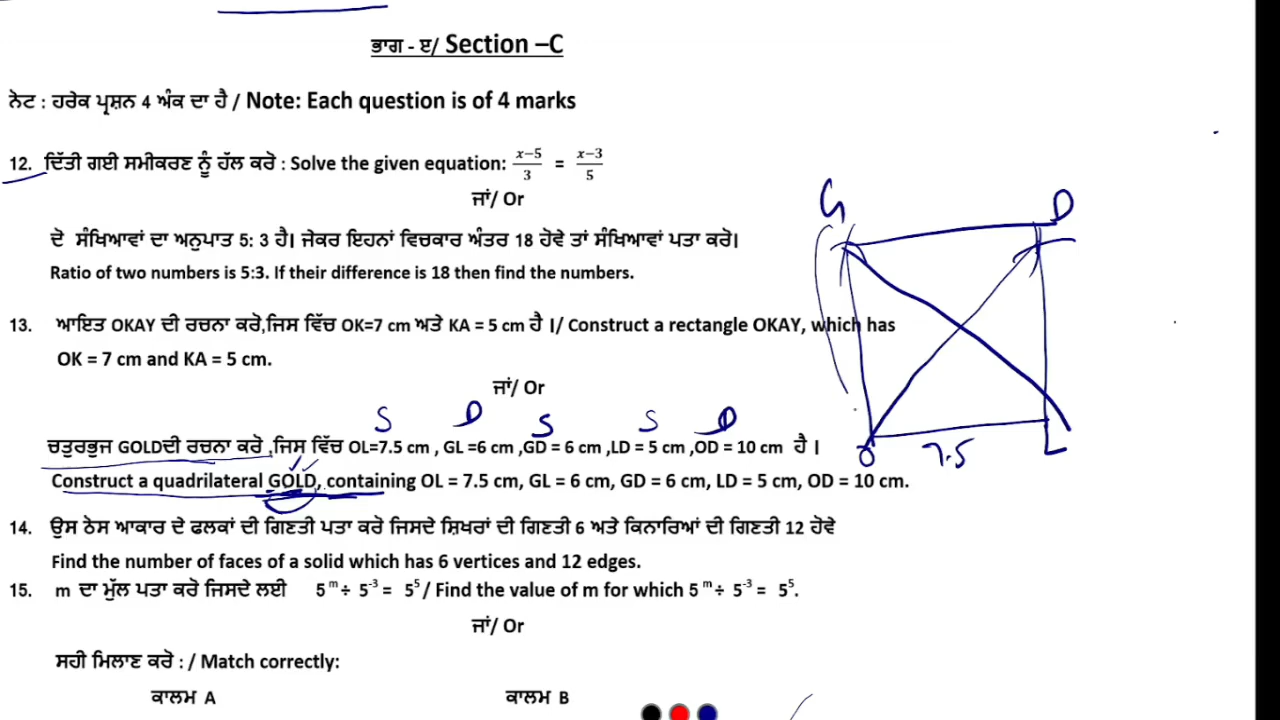 ਭਾਗ - ੲ/ Section –C
ਨੋਟ : ਹਰੇਕ ਪ੍ਰਸ਼ਨ 4 ਅੰਕ ਦਾ ਹੈ / Note: Each question is of 4 marks
12. ਦਿੱਤੀ ਗਈ ਸਮੀਕਰਣ ਨੂੰ ਹੱਲ ਕਰੋ : Solve the given equation: (x−5)/3 = (x−3)/5
ਜਾਂ/ Or
ਦੋ ਸੰਖਿਆਵਾਂ ਦਾ ਅਨੁਪਾਤ 5: 3 ਹੈ। ਜੇਕਰ ਇਹਨਾਂ ਵਿਚਕਾਰ ਅੰਤਰ 18 ਹੋਵੇ ਤਾਂ ਸੰਖਿਆਵਾਂ ਪਤਾ ਕਰੋ।
Ratio of two numbers is 5:3. If their difference is 18 then find the numbers.
13. ਆਇਤ OKAY ਦੀ ਰਚਨਾ ਕਰੋ,ਜਿਸ ਵਿੱਚ OK=7 cm ਅਤੇ KA = 5 cm ਹੈ ।/ Construct a rectangle OKAY, which has
OK = 7 cm and KA = 5 cm.
ਜਾਂ/ Or
S D S S D
ਚਤੁਰਭੁਜ GOLDਦੀ ਰਚਨਾ ਕਰੋ ,ਜਿਸ ਵਿੱਚ OL=7.5 cm , GL =6 cm ,GD = 6 cm ,LD = 5 cm ,OD = 10 cm ਹੈ ।
Construct a quadrilateral GOLD, containing OL = 7.5 cm, GL = 6 cm, GD = 6 cm, LD = 5 cm, OD = 10 cm.
G D
O 7.5 L
14. ਉਸ ਠੋਸ ਆਕਾਰ ਦੇ ਫਲਕਾਂ ਦੀ ਗਿਣਤੀ ਪਤਾ ਕਰੋ ਜਿਸਦੇ ਸ਼ਿਖਰਾਂ ਦੀ ਗਿਣਤੀ 6 ਅਤੇ ਕਿਨਾਰਿਆਂ ਦੀ ਗਿਣਤੀ 12 ਹੋਵੇ
Find the number of faces of a solid which has 6 vertices and 12 edges.
15. m ਦਾ ਮੁੱਲ ਪਤਾ ਕਰੋ ਜਿਸਦੇ ਲਈ 5ᵐ÷ 5⁻³ = 5⁵ / Find the value of m for which 5ᵐ÷ 5⁻³ = 5⁵.
ਜਾਂ/ Or
ਸਹੀ ਮਿਲਾਣ ਕਰੋ : / Match correctly:
ਕਾਲਮ A ਕਾਲਮ B